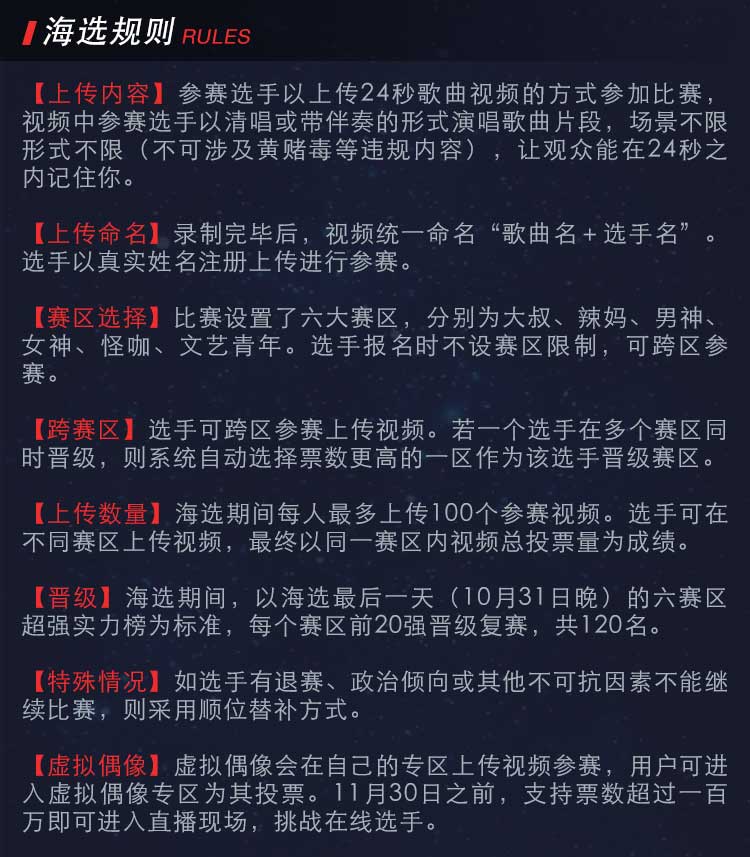 海选规则 RULES
【上传内容】参赛选手以上传24秒歌曲视频的方式参加比赛，
视频中参赛选手以清唱或带伴奏的形式演唱歌曲片段，场景不限
形式不限（不可涉及黄赌毒等违规内容），让观众能在24秒之
内记住你。
【上传命名】录制完毕后，视频统一命名“歌曲名＋选手名”。
选手以真实姓名注册上传进行参赛。
【赛区选择】比赛设置了六大赛区，分别为大叔、辣妈、男神、
女神、怪咖、文艺青年。选手报名时不设赛区限制，可跨区参
赛。
【跨赛区】选手可跨区参赛上传视频。若一个选手在多个赛区同
时晋级，则系统自动选择票数更高的一区作为该选手晋级赛区。
【上传数量】海选期间每人最多上传100个参赛视频。选手可在
不同赛区上传视频，最终以同一赛区内视频总投票量为成绩。
【晋级】海选期间，以海选最后一天（10月31日晚）的六赛区
超强实力榜为标准，每个赛区前20强晋级复赛，共120名。
【特殊情况】如选手有退赛、政治倾向或其他不可抗因素不能继
续比赛，则采用顺位替补方式。
【虚拟偶像】虚拟偶像会在自己的专区上传视频参赛，用户可进
入虚拟偶像专区为其投票。11月30日之前，支持票数超过一百
万即可进入直播现场，挑战在线选手。